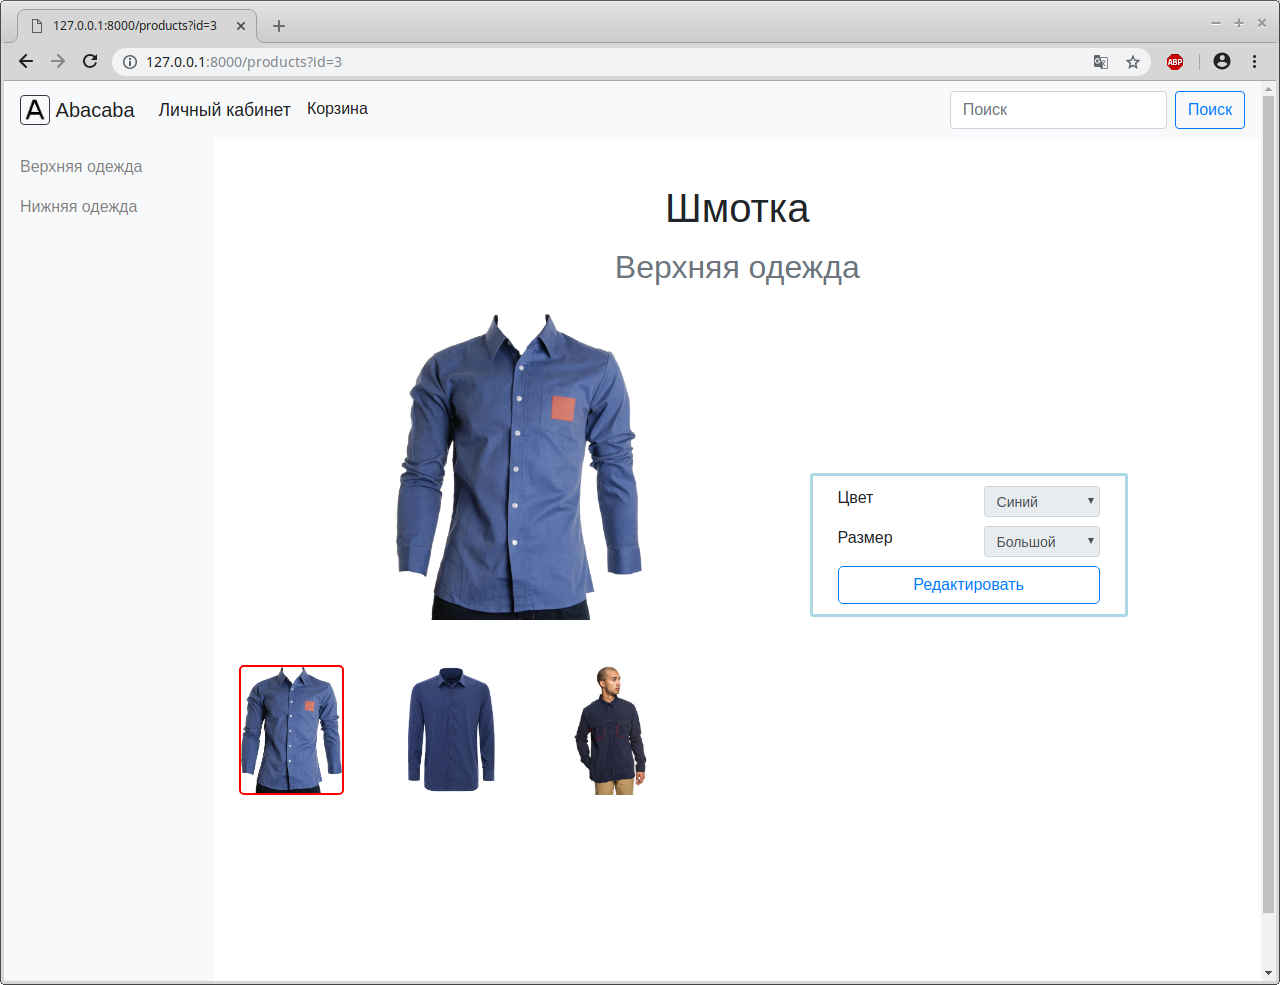 127.0.0.1:8000/products?id=3
127.0.0.1:8000/products?id=3
ABP
A Abacaba Личный кабинет Корзина Поиск Поиск
Верхняя одежда
Нижняя одежда
Шмотка
Верхняя одежда
Цвет Синий
Размер Большой
Редактировать